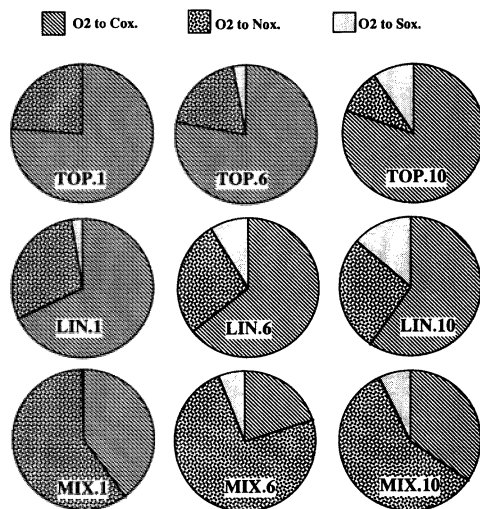 O2 to Cox. O2 to Nox. O2 to Sox.
TOP.1 TOP.6 TOP.10
LIN.1 LIN.6 LIN.10
MIX.1 MIX.6 MIX.10